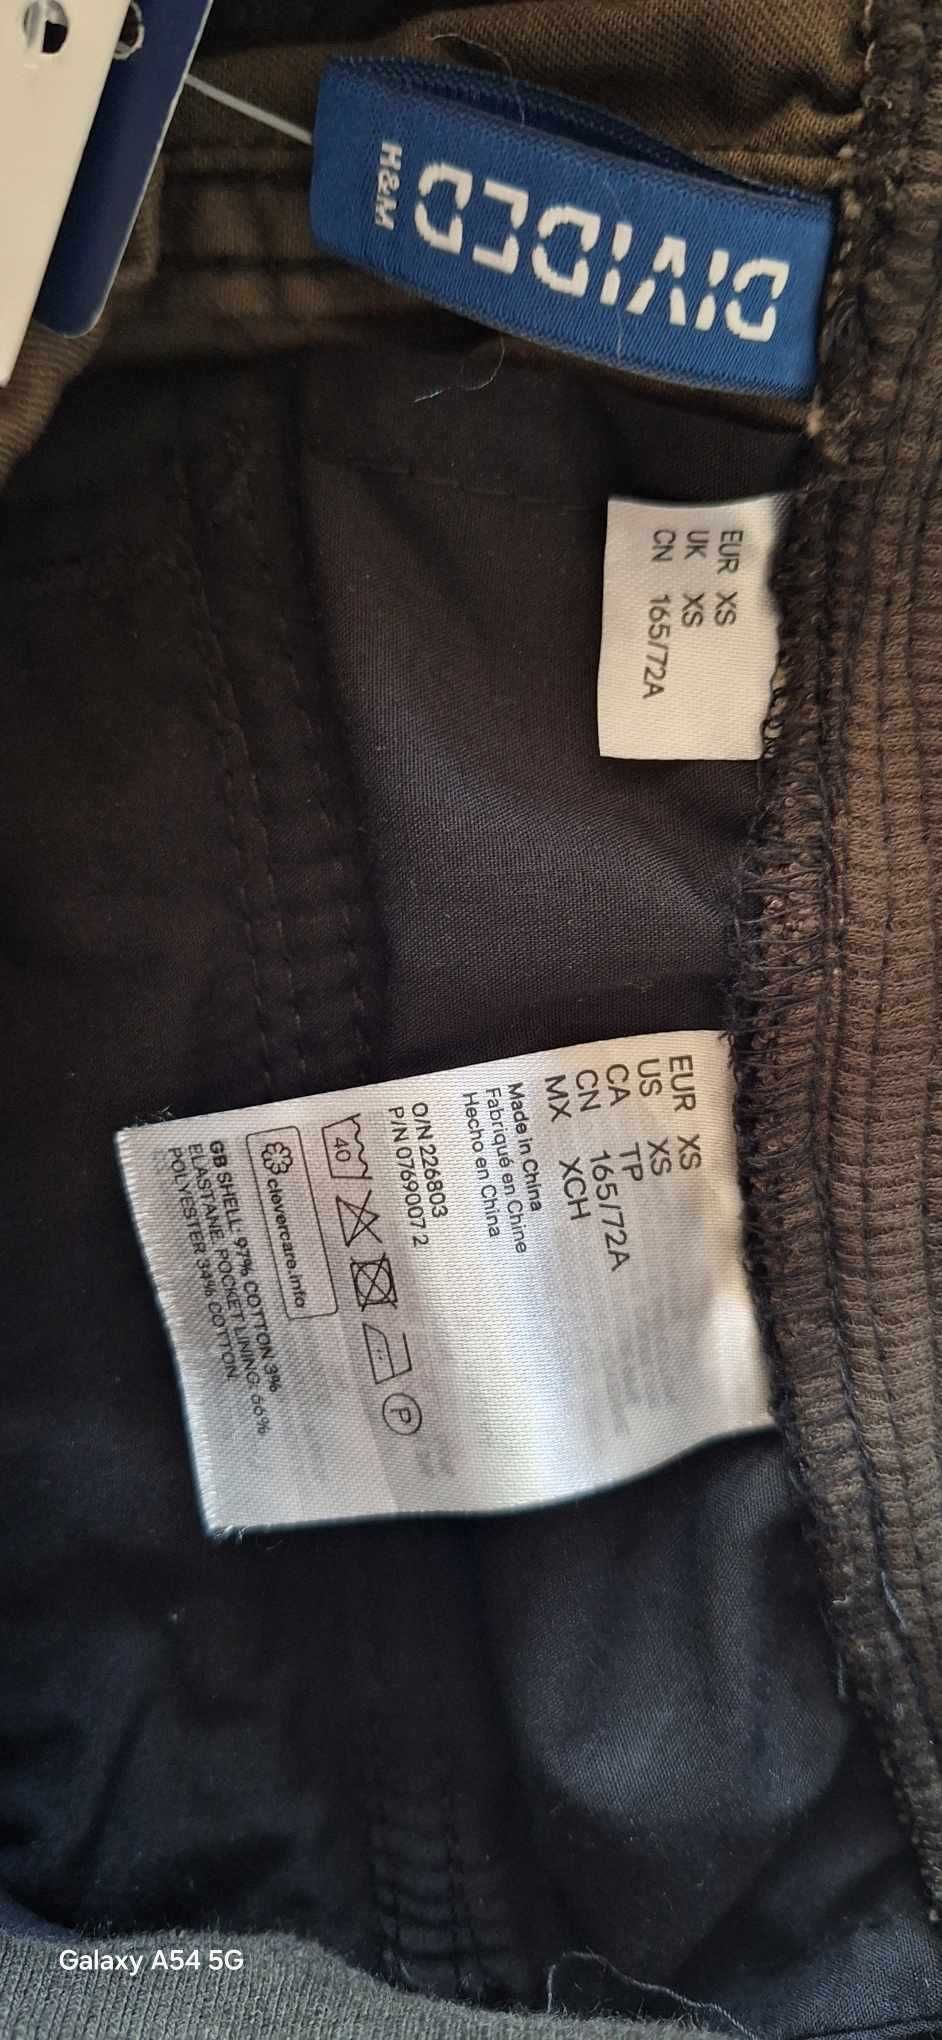 DIVIDED
H&M
EUR XS
UK XS
CN 165/72A
EUR XS
US XS
CA TP
CN 165/72A
MX XCH
Made in China
Fabriqué en Chine
Hecho en China
O/N 226803
P/N 0769007 2
40
P
clevercare.info
GB SHELL: 97% COTTON 3%
ELASTANE. POCKET LINING: 66%
POLYESTER 34% COTTON.
Galaxy A54 5G